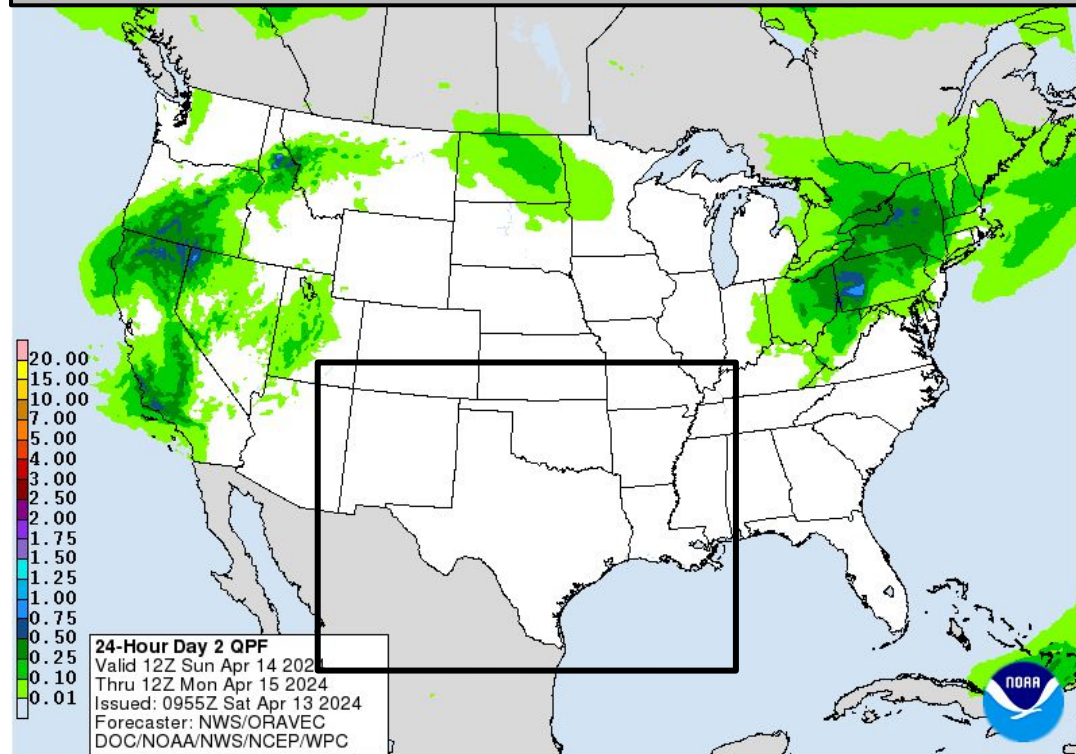 20.00
15.00
10.00
7.00
5.00
4.00
3.00
2.50
2.00
1.75
1.50
1.25
1.00
0.75
0.50
0.25
0.10
0.01
24-Hour Day 2 QPF
Valid 12Z Sun Apr 14 2024
Thru 12Z Mon Apr 15 2024
Issued: 0955Z Sat Apr 13 2024
Forecaster: NWS/ORAVEC
DOC/NOAA/NWS/NCEP/WPC
NOAA